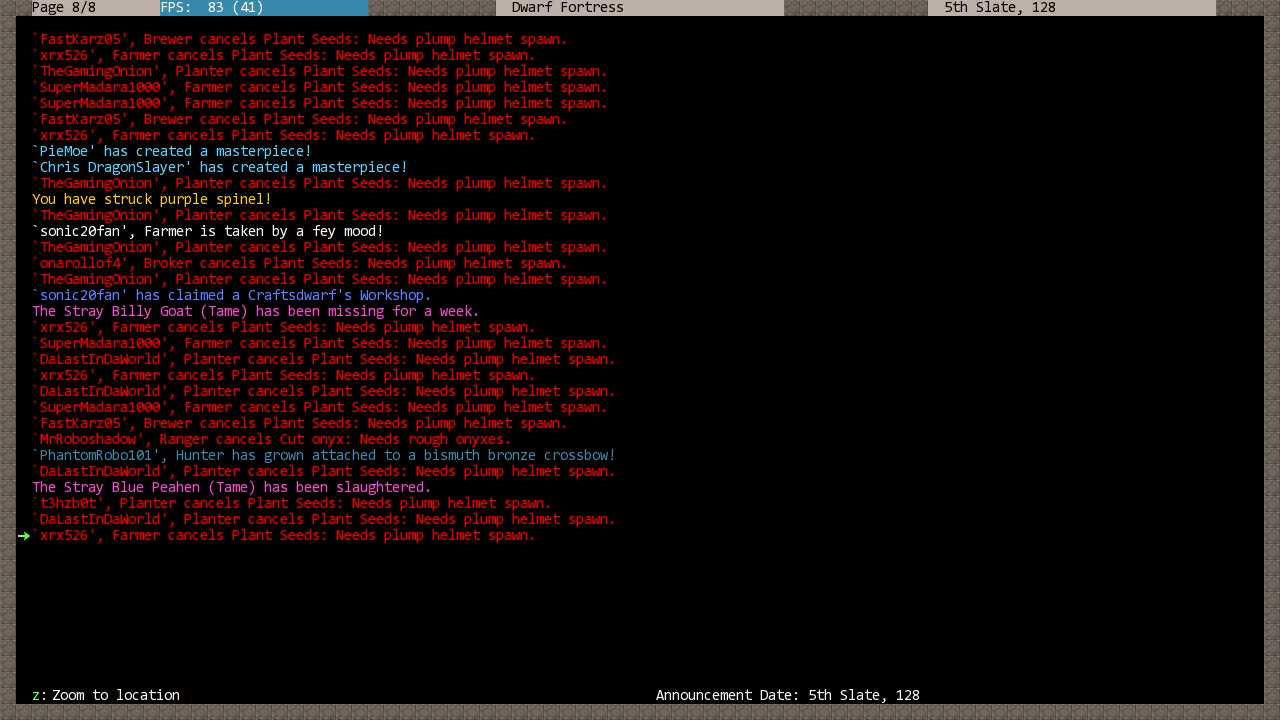 Page 8/8 FPS: 83 (41) Dwarf Fortress 5th Slate, 128
`FastKarz05', Brewer cancels Plant Seeds: Needs plump helmet spawn.
`xrx526', Farmer cancels Plant Seeds: Needs plump helmet spawn.
`TheGamingOnion', Planter cancels Plant Seeds: Needs plump helmet spawn.
`SuperMadara1000', Farmer cancels Plant Seeds: Needs plump helmet spawn.
`SuperMadara1000', Farmer cancels Plant Seeds: Needs plump helmet spawn.
`FastKarz05', Brewer cancels Plant Seeds: Needs plump helmet spawn.
`xrx526', Farmer cancels Plant Seeds: Needs plump helmet spawn.
`PieMoe' has created a masterpiece!
`Chris DragonSlayer' has created a masterpiece!
`TheGamingOnion', Planter cancels Plant Seeds: Needs plump helmet spawn.
You have struck purple spinel!
`TheGamingOnion', Planter cancels Plant Seeds: Needs plump helmet spawn.
`sonic20fan', Farmer is taken by a fey mood!
`TheGamingOnion', Planter cancels Plant Seeds: Needs plump helmet spawn.
`onarollof4', Broker cancels Plant Seeds: Needs plump helmet spawn.
`TheGamingOnion', Planter cancels Plant Seeds: Needs plump helmet spawn.
`sonic20fan' has claimed a Craftsdwarf's Workshop.
The Stray Billy Goat (Tame) has been missing for a week.
`xrx526', Farmer cancels Plant Seeds: Needs plump helmet spawn.
`SuperMadara1000', Farmer cancels Plant Seeds: Needs plump helmet spawn.
`DaLastInDaWorld', Planter cancels Plant Seeds: Needs plump helmet spawn.
`xrx526', Farmer cancels Plant Seeds: Needs plump helmet spawn.
`DaLastInDaWorld', Planter cancels Plant Seeds: Needs plump helmet spawn.
`SuperMadara1000', Farmer cancels Plant Seeds: Needs plump helmet spawn.
`FastKarz05', Brewer cancels Plant Seeds: Needs plump helmet spawn.
`MrRoboshadow', Ranger cancels Cut onyx: Needs rough onyxes.
`PhantomRobo101', Hunter has grown attached to a bismuth bronze crossbow!
`DaLastInDaWorld', Planter cancels Plant Seeds: Needs plump helmet spawn.
The Stray Blue Peahen (Tame) has been slaughtered.
`t3hzb0t', Planter cancels Plant Seeds: Needs plump helmet spawn.
`DaLastInDaWorld', Planter cancels Plant Seeds: Needs plump helmet spawn.
→ `xrx526', Farmer cancels Plant Seeds: Needs plump helmet spawn.
z: Zoom to location Announcement Date: 5th Slate, 128